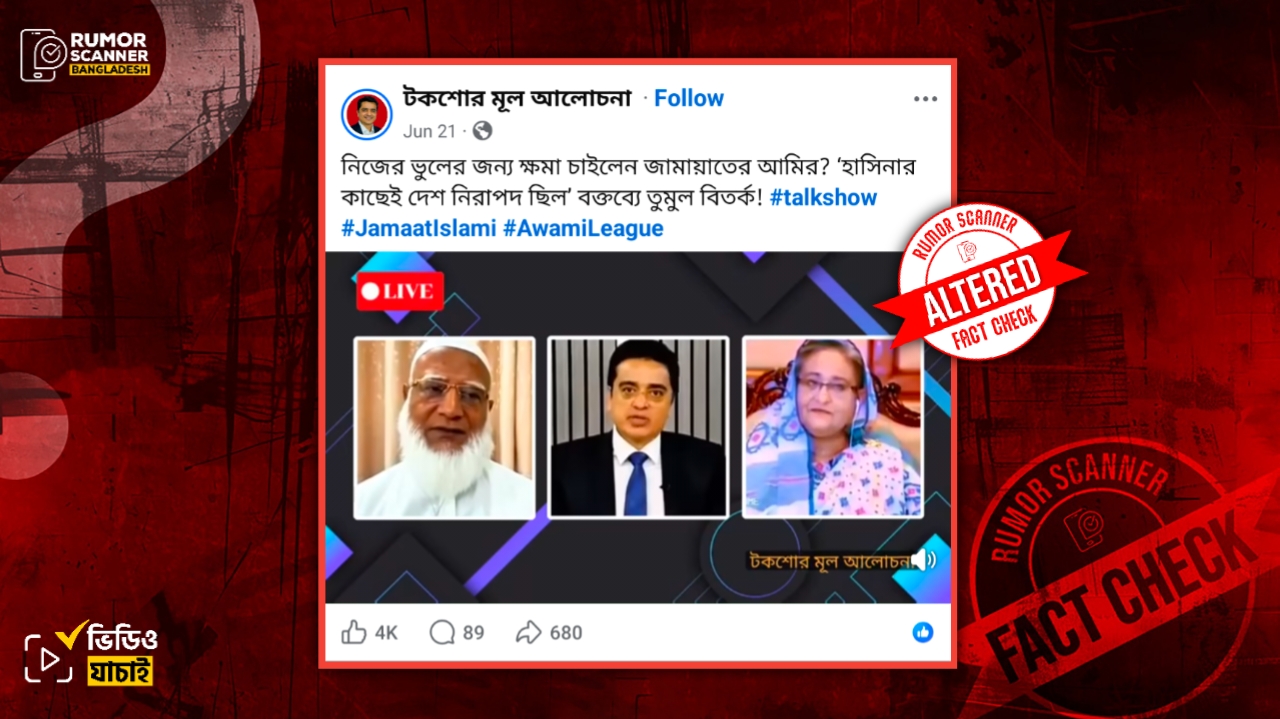 RUMOR
SCANNER
BANGLADESH
টকশোর মূল আলোচনা · Follow
Jun 21 ·
নিজের ভুলের জন্য ক্ষমা চাইলেন জামায়াতের আমির? ‘হাসিনার
কাছেই দেশ নিরাপদ ছিল’ বক্তব্যে তুমুল বিতর্ক! #talkshow
#JamaatIslami #AwamiLeague
LIVE
টকশোর মূল আলোচনা
4K 89 680
RUMOR SCANNER
ALTERED
FACT CHECK
RUMOR SCANNER
FACT CHECK
ভিডিও
যাচাই